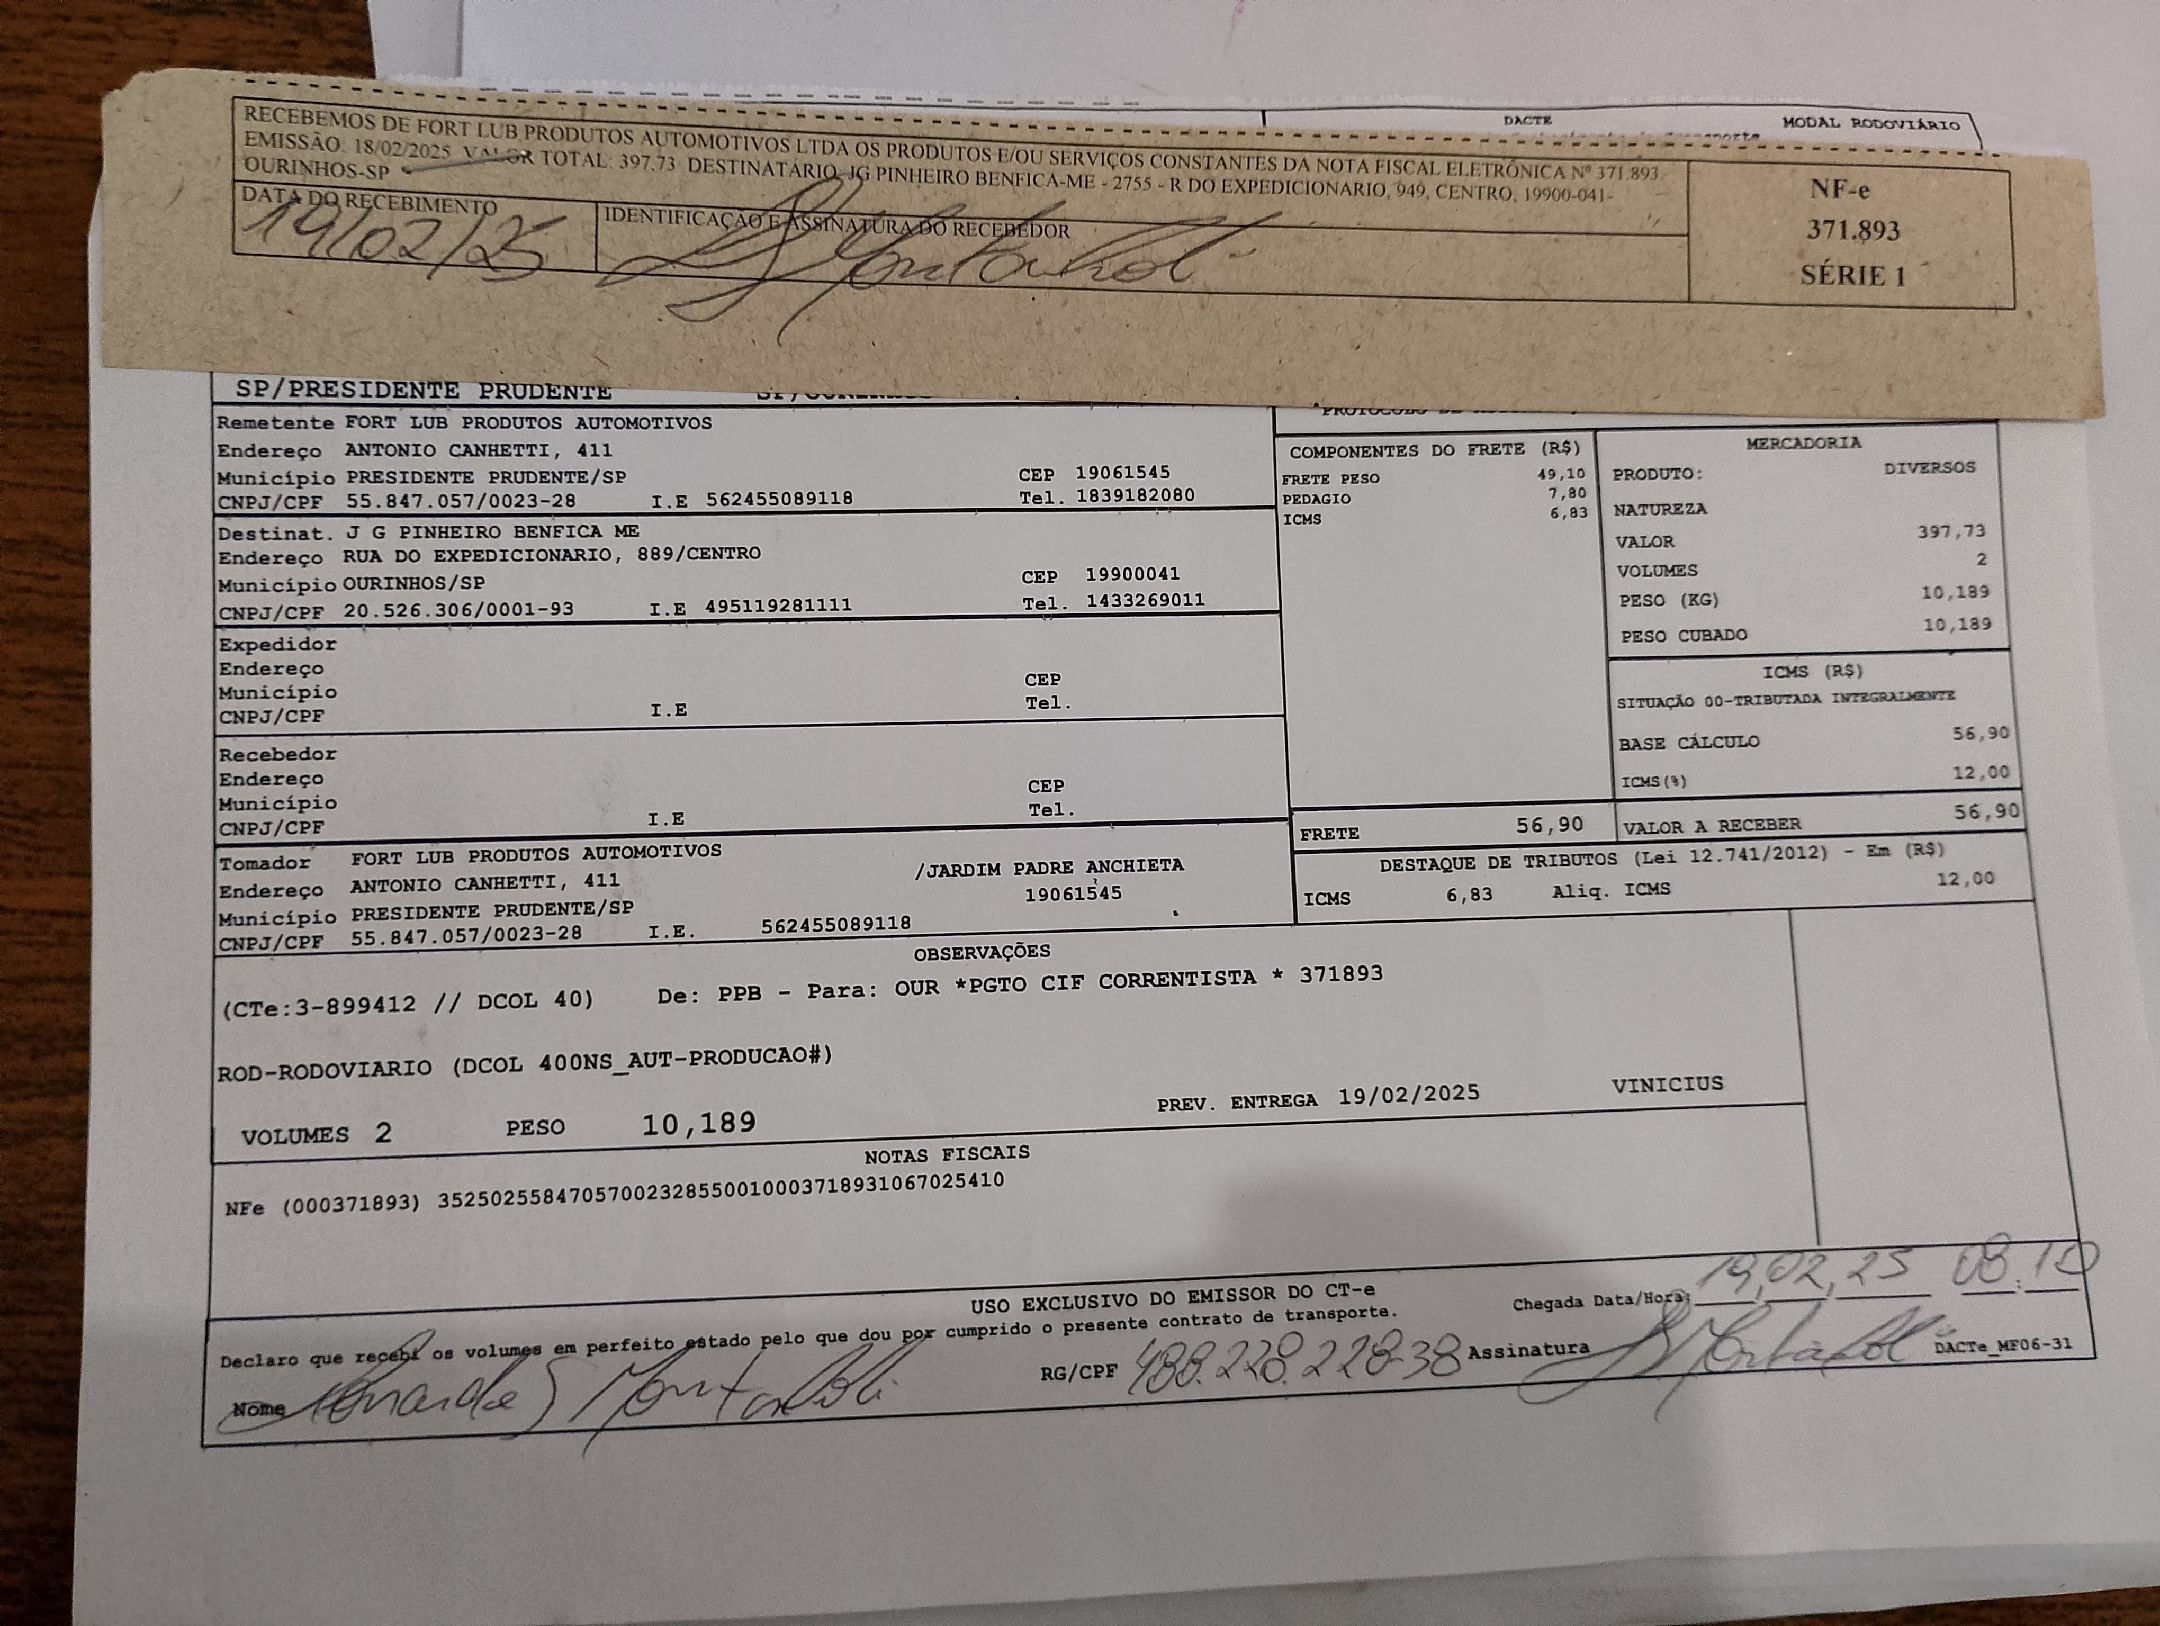 DACTE
MODAL RODOVIÁRIO
RECEBEMOS DE FORT LUB PRODUTOS AUTOMOTIVOS LTDA OS PRODUTOS E/OU SERVIÇOS CONSTANTES DA NOTA FISCAL ELETRÔNICA Nº 371.893.
EMISSÃO: 18/02/2025 VALOR TOTAL: 397,73 DESTINATÁRIO: JG PINHEIRO BENFICA-ME - 2755 - R DO EXPEDICIONARIO, 949, CENTRO, 19900-041-
OURINHOS-SP
DATA DO RECEBIMENTO
19/02/25
IDENTIFICAÇÃO E ASSINATURA DO RECEBEDOR
NF-e
371.893
SÉRIE 1
SP/PRESIDENTE PRUDENTE
Remetente FORT LUB PRODUTOS AUTOMOTIVOS
Endereço ANTONIO CANHETTI, 411
Município PRESIDENTE PRUDENTE/SP CEP 19061545
CNPJ/CPF 55.847.057/0023-28 I.E 562455089118 Tel. 1839182080
Destinat. J G PINHEIRO BENFICA ME
Endereço RUA DO EXPEDICIONARIO, 889/CENTRO
Município OURINHOS/SP CEP 19900041
CNPJ/CPF 20.526.306/0001-93 I.E 495119281111 Tel. 1433269011
Expedidor
Endereço
Município CEP
CNPJ/CPF I.E Tel.
Recebedor
Endereço
Município CEP
CNPJ/CPF I.E Tel.
Tomador FORT LUB PRODUTOS AUTOMOTIVOS
Endereço ANTONIO CANHETTI, 411 /JARDIM PADRE ANCHIETA
Município PRESIDENTE PRUDENTE/SP 19061545
CNPJ/CPF 55.847.057/0023-28 I.E. 562455089118
COMPONENTES DO FRETE (R$)
FRETE PESO 49,10
PEDAGIO 7,80
ICMS 6,83
MERCADORIA
PRODUTO: DIVERSOS
NATUREZA
VALOR 397,73
VOLUMES 2
PESO (KG) 10,189
PESO CUBADO 10,189
ICMS (R$)
SITUAÇÃO 00-TRIBUTADA INTEGRALMENTE
BASE CÁLCULO 56,90
ICMS(%) 12,00
FRETE 56,90 VALOR A RECEBER 56,90
DESTAQUE DE TRIBUTOS (Lei 12.741/2012) - Em (R$)
ICMS 6,83 Aliq. ICMS 12,00
OBSERVAÇÕES
(CTe:3-899412 // DCOL 40) De: PPB - Para: OUR *PGTO CIF CORRENTISTA * 371893
ROD-RODOVIARIO (DCOL 400NS_AUT-PRODUCAO#)
VOLUMES 2 PESO 10,189 PREV. ENTREGA 19/02/2025 VINICIUS
NOTAS FISCAIS
NFe (000371893) 35250255847057002328550010003718931067025410
USO EXCLUSIVO DO EMISSOR DO CT-e
Chegada Data/Hora: 19,02,25 08:10
Declaro que recebi os volumes em perfeito estado pelo que dou por cumprido o presente contrato de transporte.
Nome
RG/CPF 488.228.228-38 Assinatura
DACTe_MF06-31